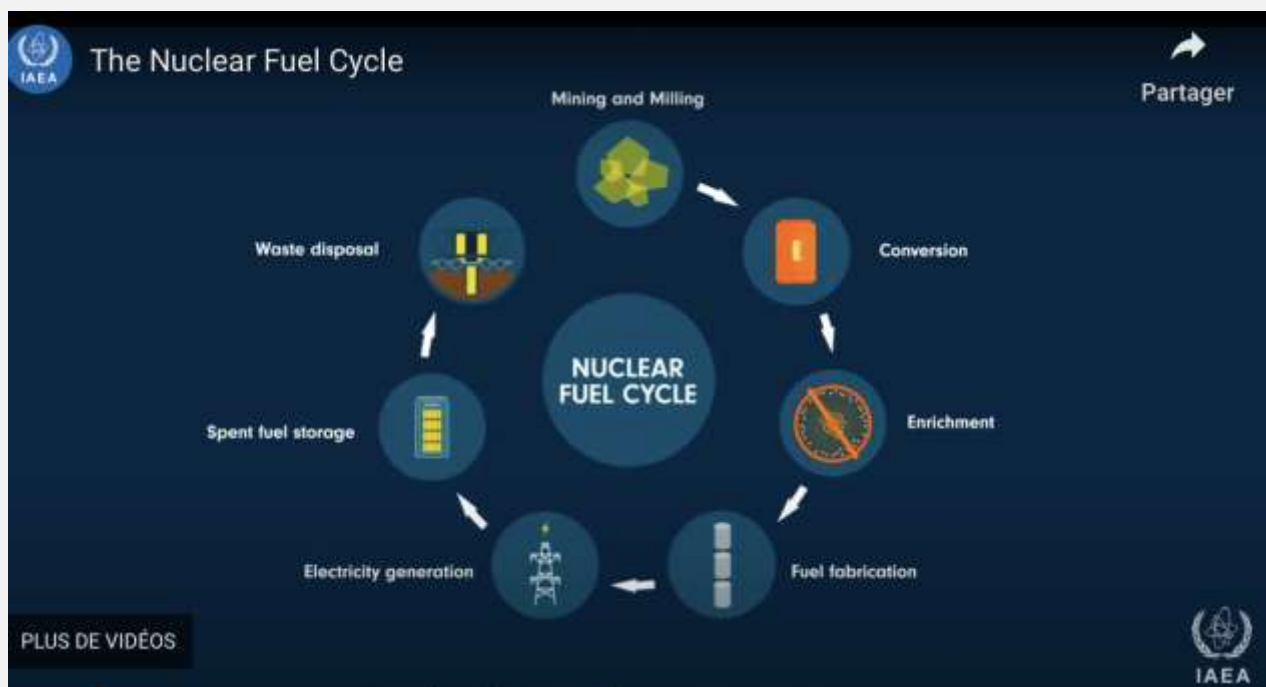 IAEA
The Nuclear Fuel Cycle
Partager
Mining and Milling
Waste disposal
Conversion
NUCLEAR
FUEL CYCLE
Spent fuel storage
Enrichment
Electricity generation
Fuel fabrication
PLUS DE VIDÉOS
IAEA